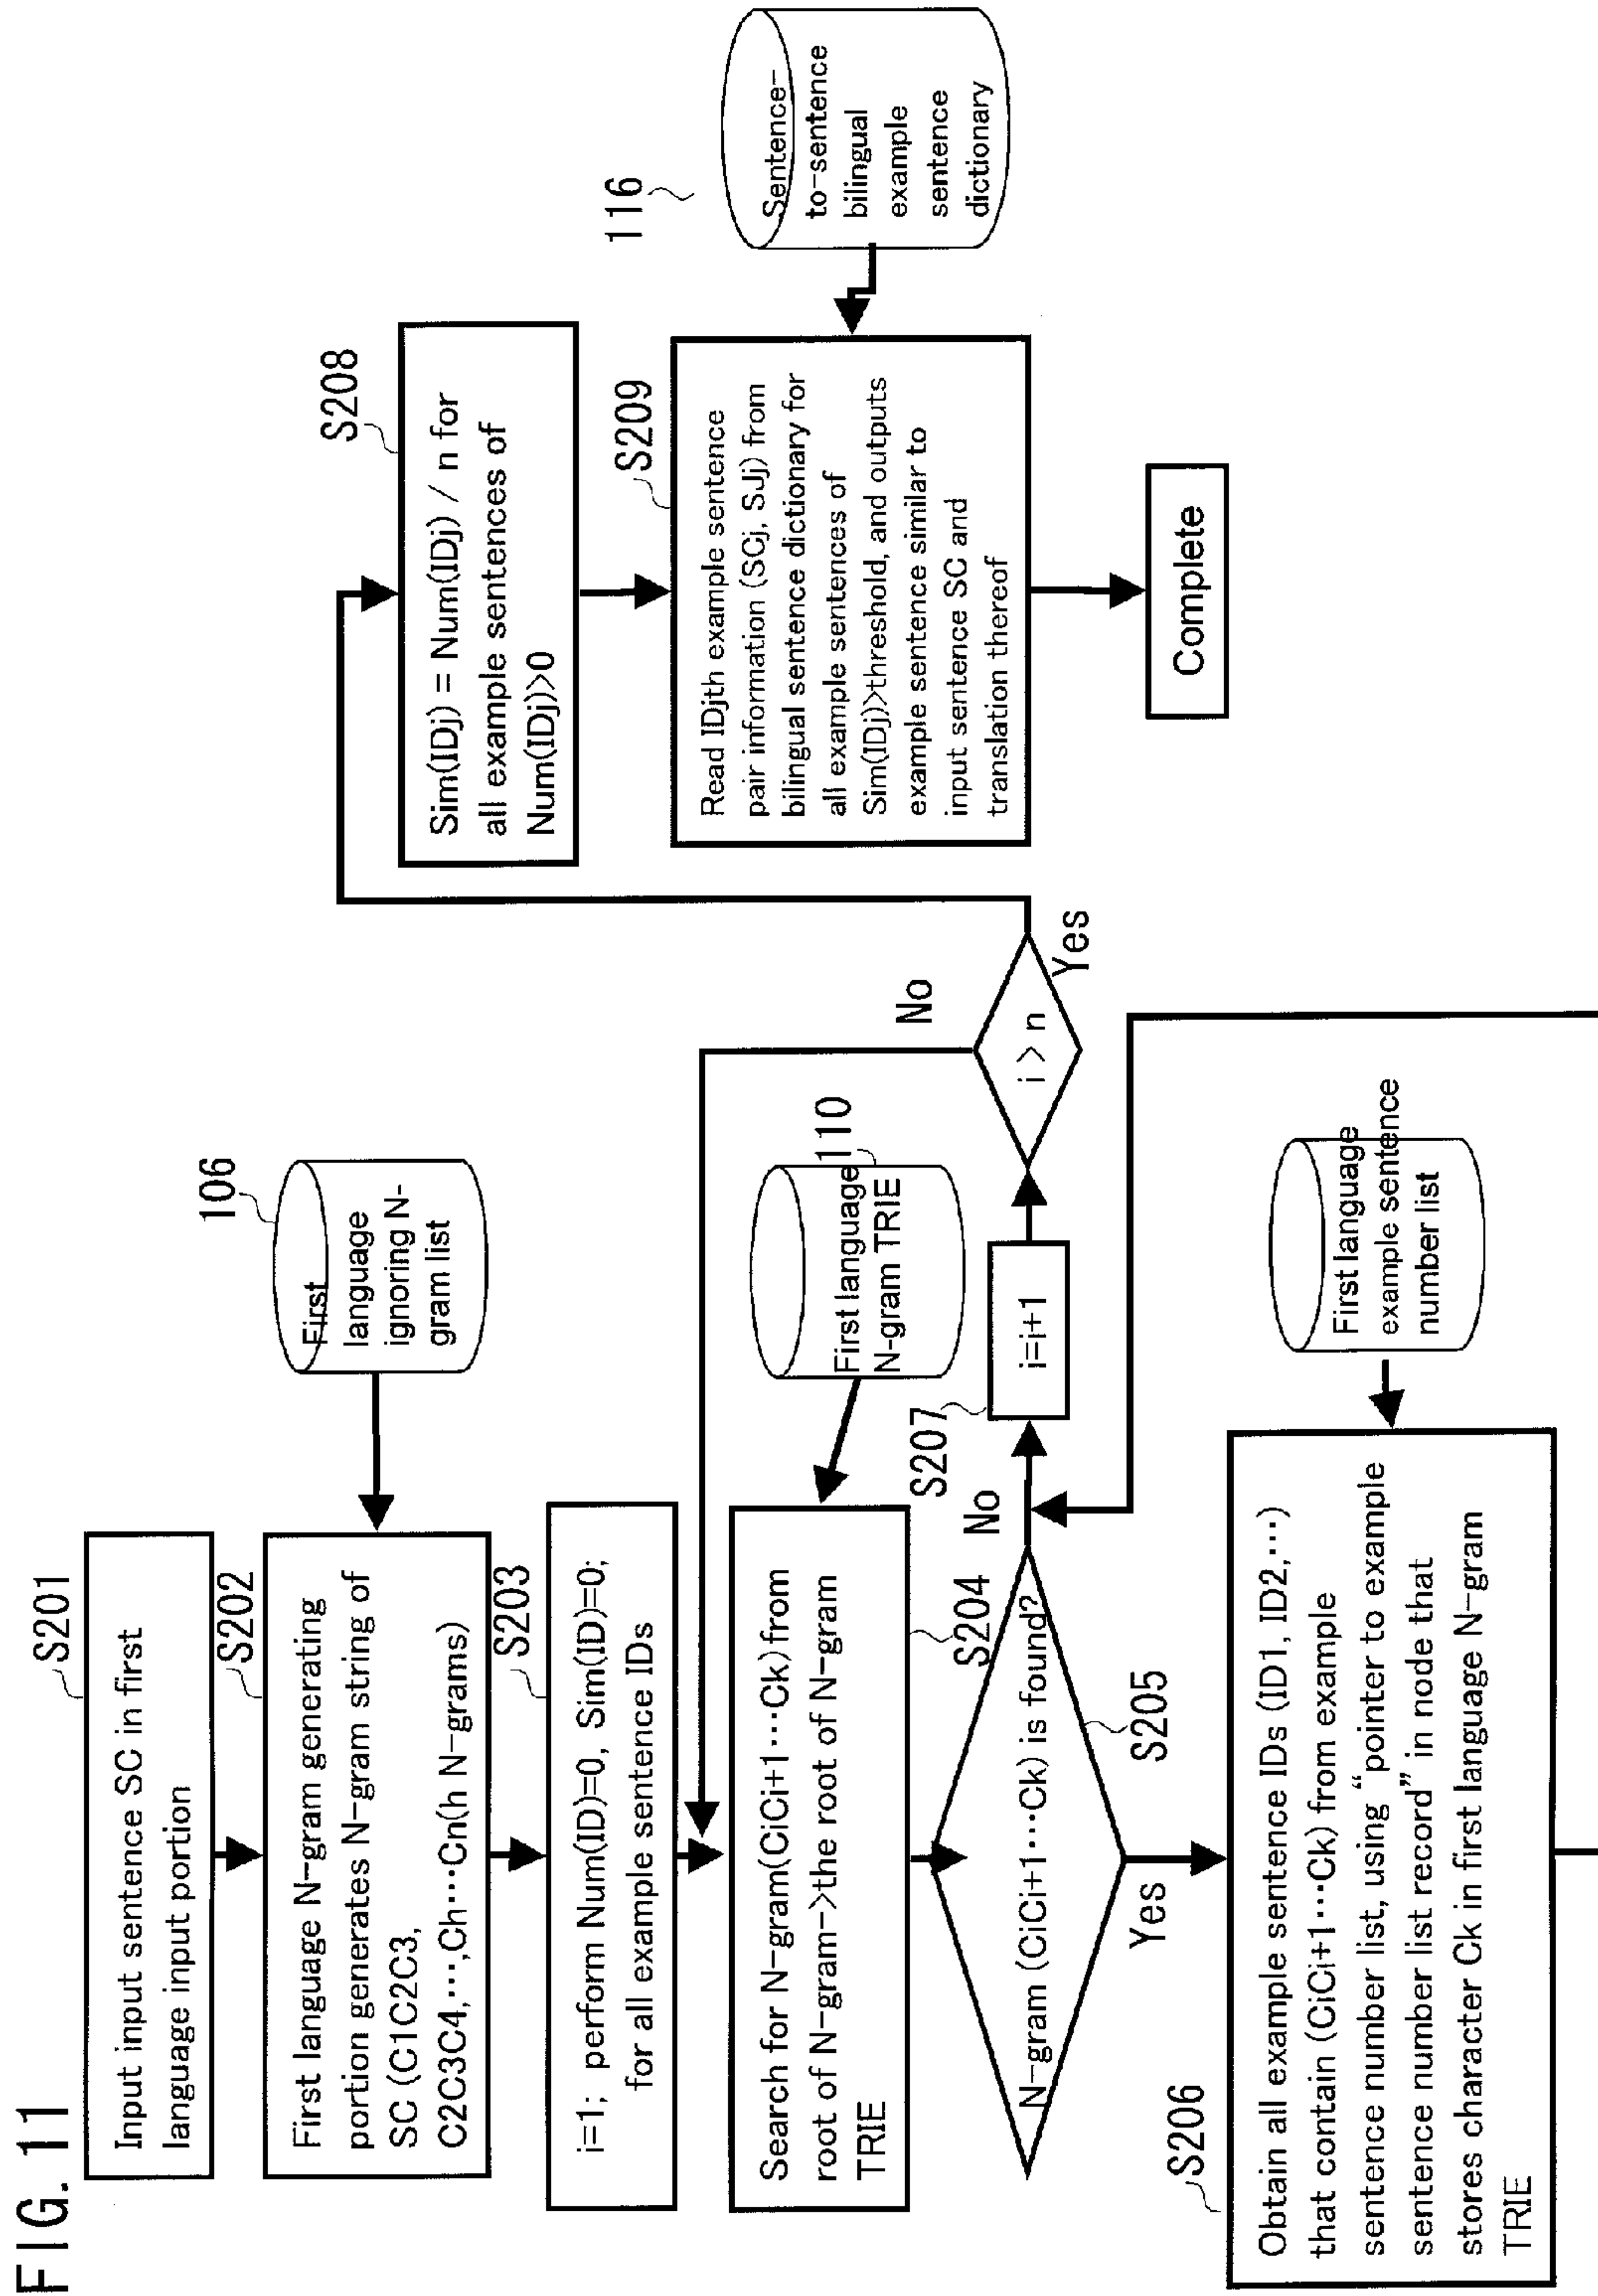 FIG. 11
S201
Input input sentence SC in first
language input portion
S202
First language N-gram generating
portion generates N-gram string of
SC (C1C2C3,
C2C3C4,⋯,Ch⋯Cn(h N-grams)
106
First
language
ignoring N-
gram list
S203
i=1; perform Num(ID)=0, Sim(ID)=0;
for all example sentence IDs
Search for N-gram(CiCi+1⋯Ck)from
root of N-gram->the root of N-gram
TRIE
S204
First language
N-gram TRIE
110
N-gram (CiCi+1⋯Ck) is found?
S205
No
Yes
S207
i=i+1
i > n
No
Yes
S206
Obtain all example sentence IDs (ID1, ID2,⋯)
that contain (CiCi+1⋯Ck) from example
sentence number list, using “pointer to example
sentence number list record” in node that
stores character Ck in first language N-gram
TRIE
First language
example sentence
number list
S208
Sim(IDj) = Num(IDj) / n for
all example sentences of
Num(IDj)>0
S209
Read IDjth example sentence
pair information (SCj, SJj) from
bilingual sentence dictionary for
all example sentences of
Sim(IDj)>threshold, and outputs
example sentence similar to
input sentence SC and
translation thereof
116
Sentence-
to-sentence
bilingual
example
sentence
dictionary
Complete